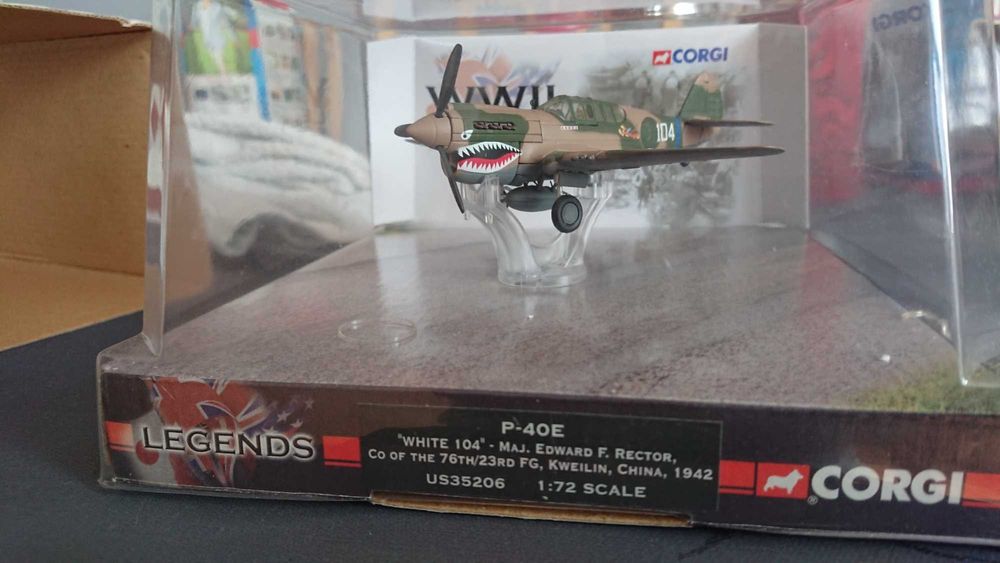 CORGI
WWII
104
LEGENDS
P-40E
"WHITE 104" - MAJ. EDWARD F. RECTOR,
CO OF THE 76TH/23RD FG, KWEILIN, CHINA, 1942
US35206 1:72 SCALE
CORGI